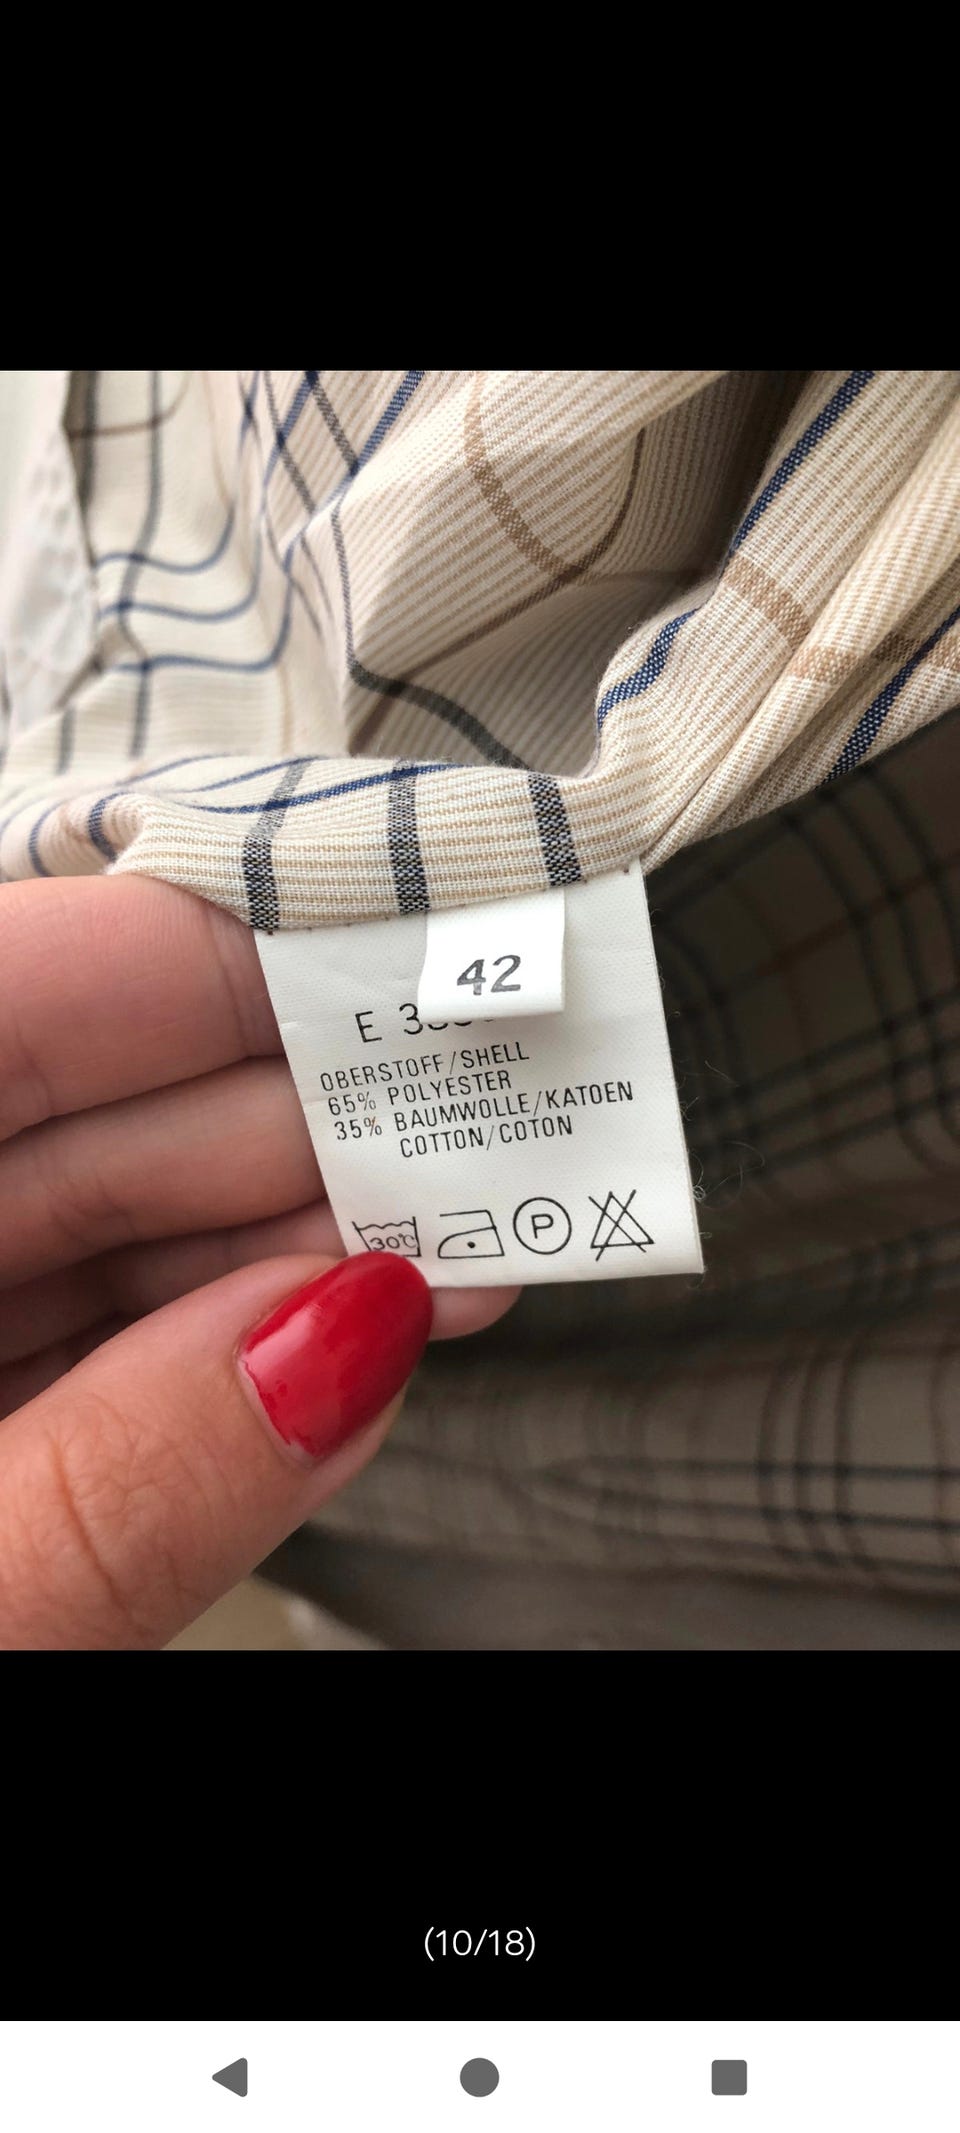 42
E
OBERSTOFF/SHELL
65% POLYESTER
35% BAUMWOLLE/KATOEN
COTTON/COTON
30°C
P
(10/18)